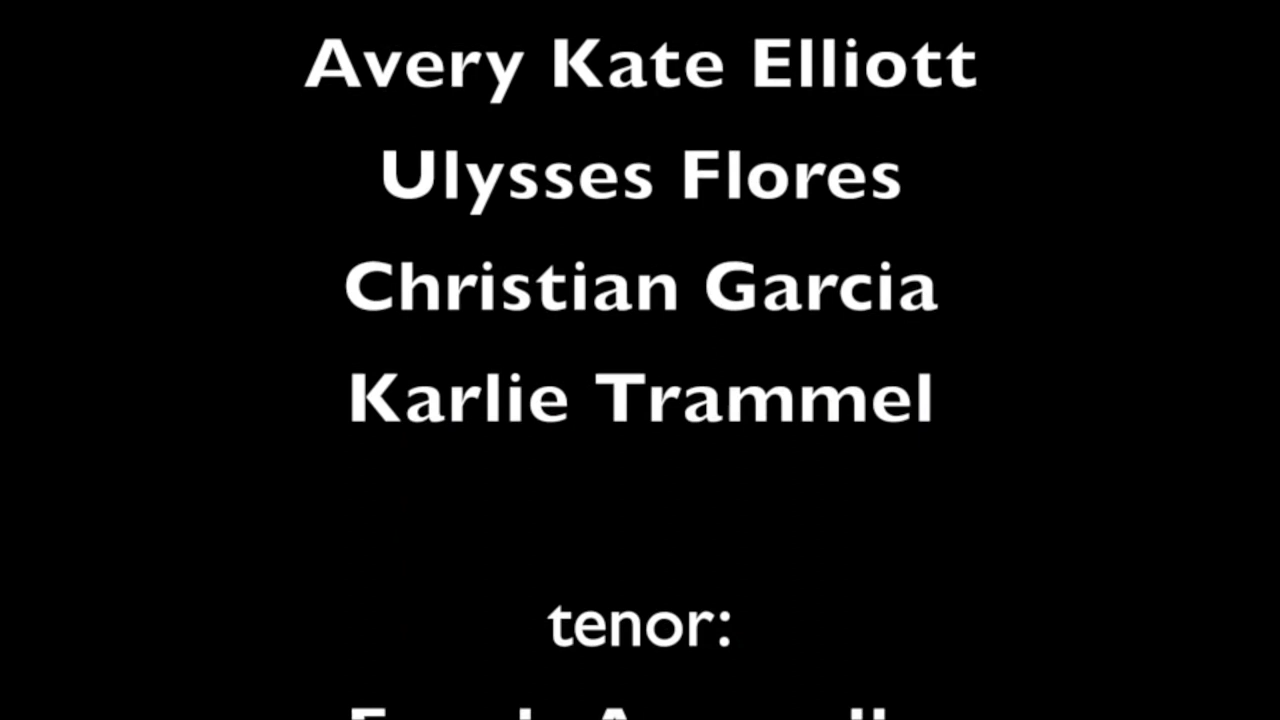 Avery Kate Elliott
Ulysses Flores
Christian Garcia
Karlie Trammel
tenor: